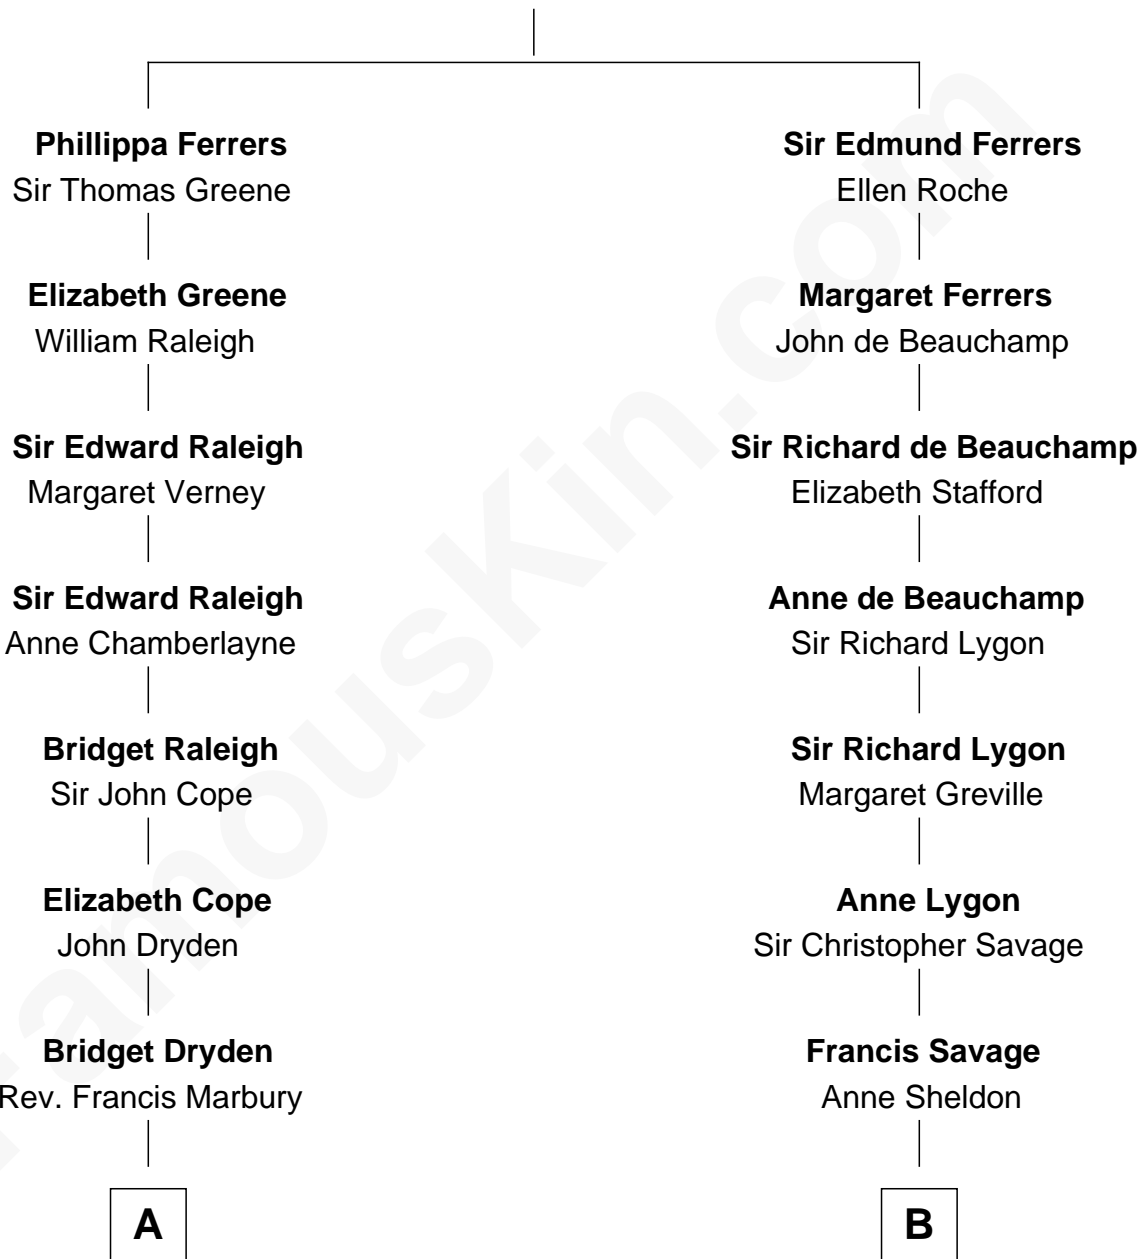 Phillippa Ferrers
Sir Thomas Greene
Elizabeth Greene
William Raleigh
Sir Edward Raleigh
Margaret Verney
Sir Edward Raleigh
Anne Chamberlayne
Bridget Raleigh
Sir John Cope
Elizabeth Cope
John Dryden
Bridget Dryden
Rev. Francis Marbury
A
Sir Edmund Ferrers
Ellen Roche
Margaret Ferrers
John de Beauchamp
Sir Richard de Beauchamp
Elizabeth Stafford
Anne de Beauchamp
Sir Richard Lygon
Sir Richard Lygon
Margaret Greville
Anne Lygon
Sir Christopher Savage
Francis Savage
Anne Sheldon
B
FamousKin.com